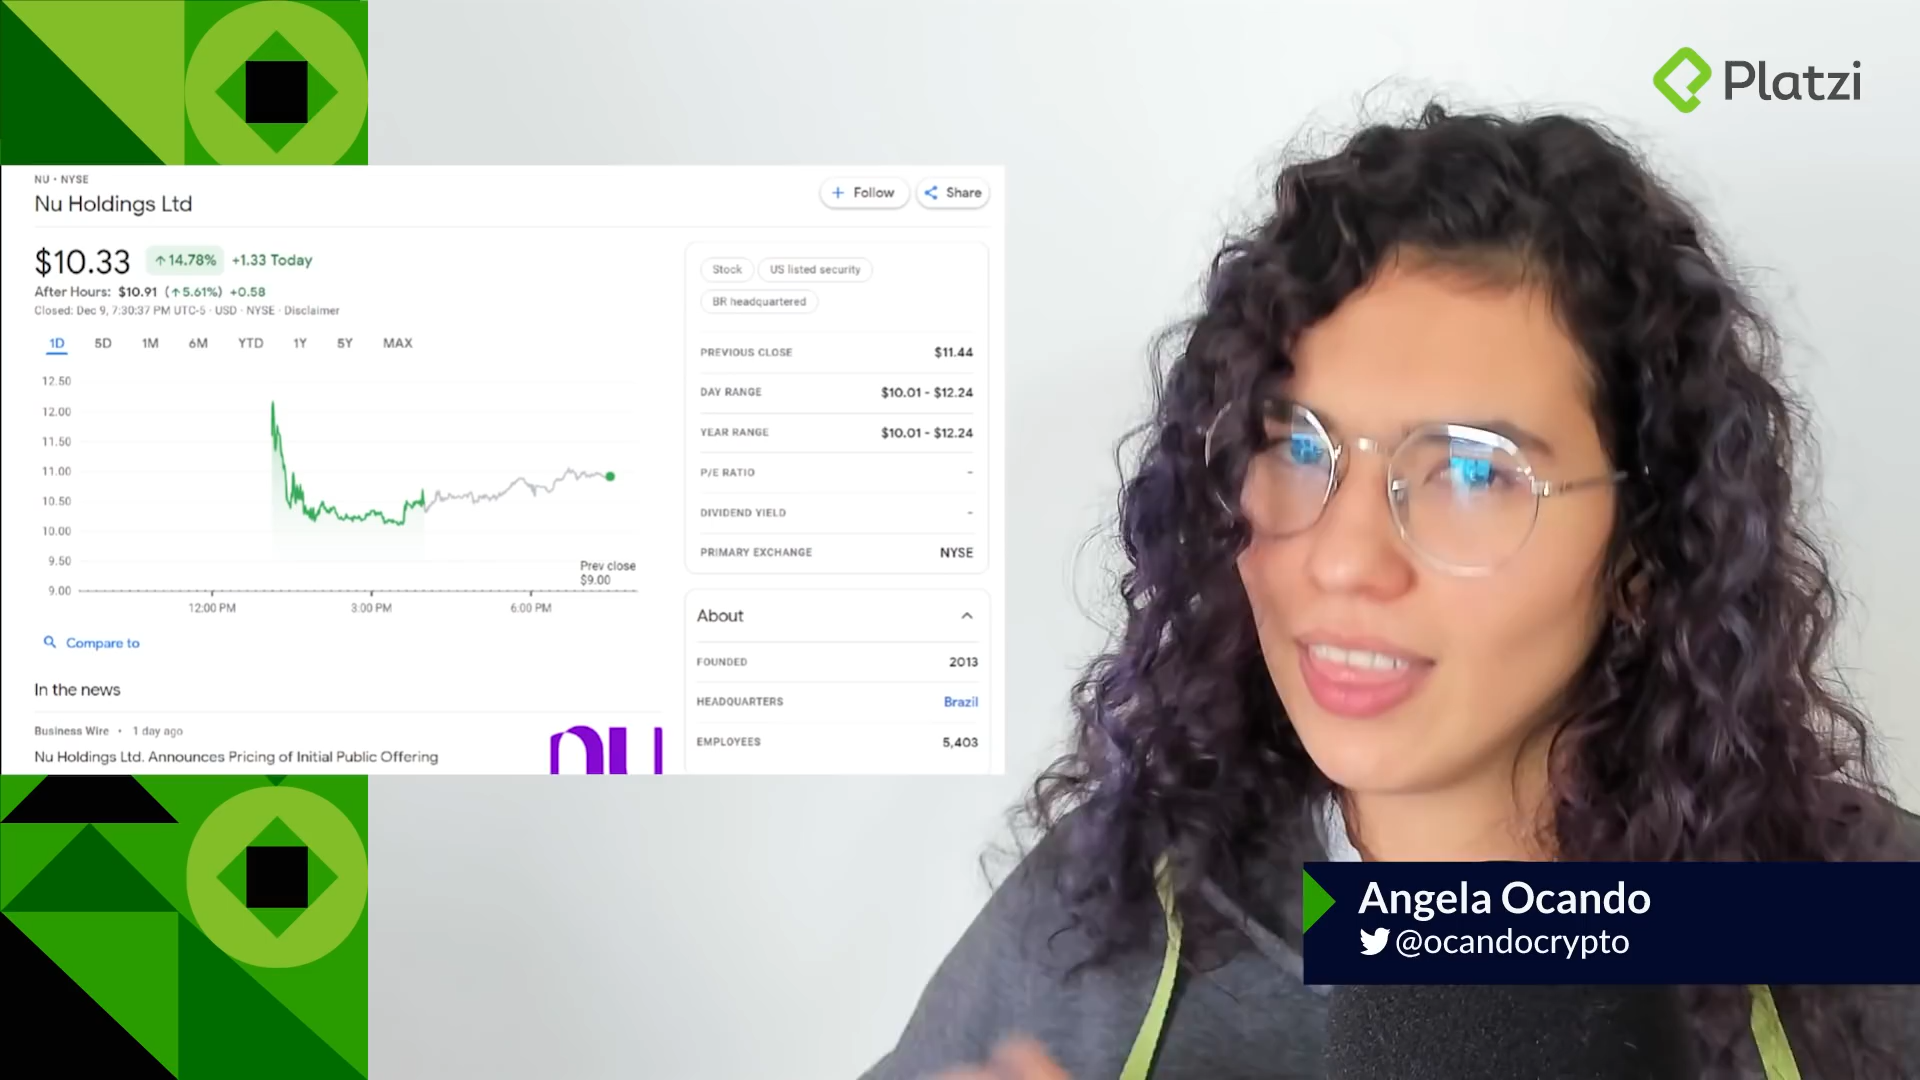 Platzi
NU • NYSE
Nu Holdings Ltd
+ Follow
Share
$10.33 ↑14.78% +1.33 Today
After Hours: $10.91 (↑5.61%) +0.58
Closed: Dec 9, 7:30:37 PM UTC-5 · USD · NYSE · Disclaimer
1D 5D 1M 6M YTD 1Y 5Y MAX
12.50
12.00
11.50
11.00
10.50
10.00
9.50
9.00
Prev close
$9.00
12:00 PM 3:00 PM 6:00 PM
Compare to
In the news
Business Wire • 1 day ago
Nu Holdings Ltd. Announces Pricing of Initial Public Offering
nu
Stock US listed security
BR headquartered
PREVIOUS CLOSE $11.44
DAY RANGE $10.01 - $12.24
YEAR RANGE $10.01 - $12.24
P/E RATIO -
DIVIDEND YIELD -
PRIMARY EXCHANGE NYSE
About
FOUNDED 2013
HEADQUARTERS Brazil
EMPLOYEES 5,403
Angela Ocando
@ocandocrypto